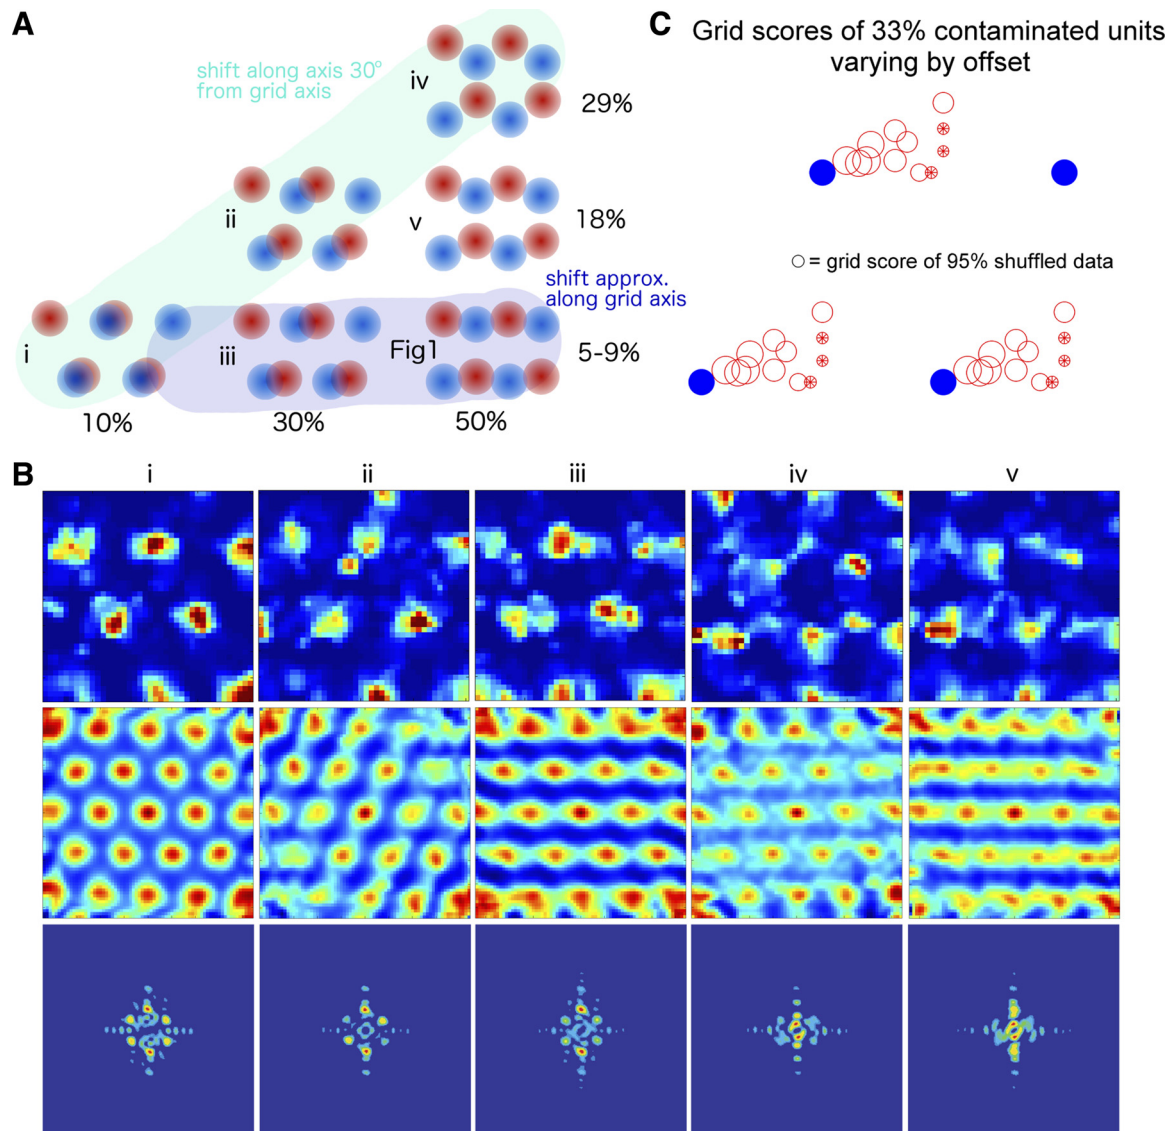 A
shift along axis 30°
from grid axis
iv
29%
ii
v
18%
shift approx.
along grid axis
i
iii
Fig1
5-9%
10%
30%
50%
C
Grid scores of 33% contaminated units
varying by offset
= grid score of 95% shuffled data
B
i
ii
iii
iv
v